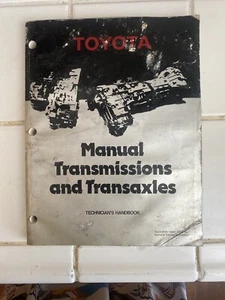 TOYOTA
Manual
Transmissions
and Transaxles
TECHNICIAN'S HANDBOOK